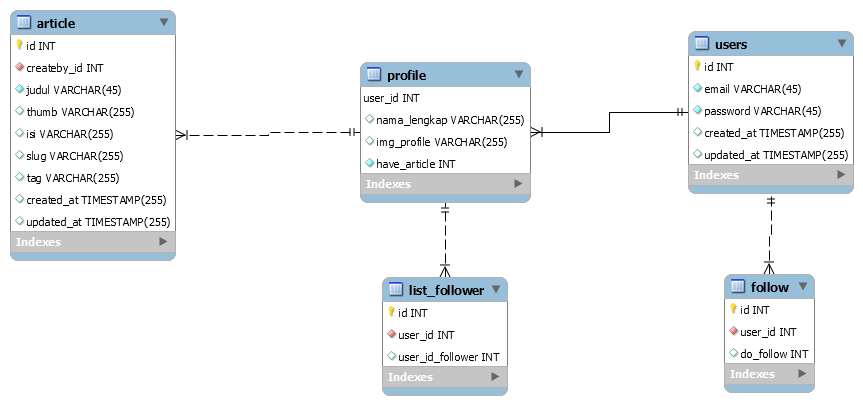 article
id INT
createby_id INT
judul VARCHAR(45)
thumb VARCHAR(255)
isi VARCHAR(255)
slug VARCHAR(255)
tag VARCHAR(255)
created_at TIMESTAMP(255)
updated_at TIMESTAMP(255)
Indexes
profile
user_id INT
nama_lengkap VARCHAR(255)
img_profile VARCHAR(255)
have_article INT
Indexes
users
id INT
email VARCHAR(45)
password VARCHAR(45)
created_at TIMESTAMP(255)
updated_at TIMESTAMP(255)
Indexes
list_follower
id INT
user_id INT
user_id_follower INT
Indexes
follow
id INT
user_id INT
do_follow INT
Indexes